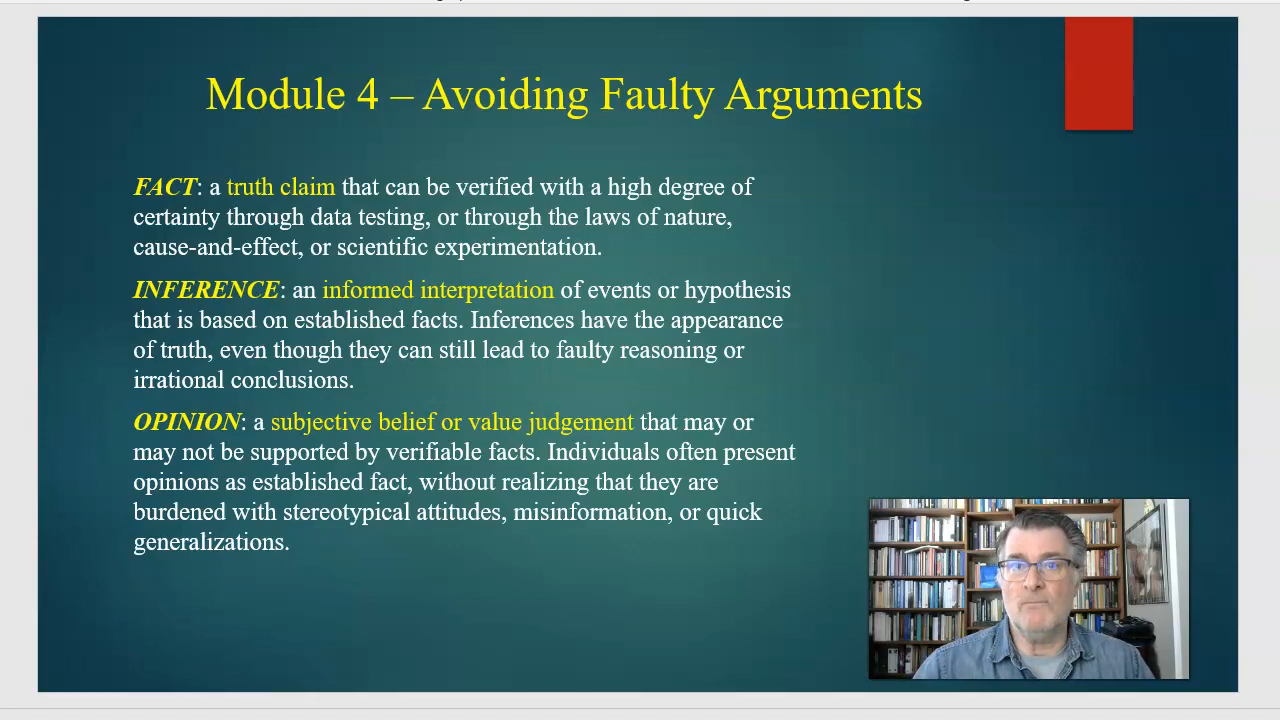 Module 4 – Avoiding Faulty Arguments
FACT: a truth claim that can be verified with a high degree of
certainty through data testing, or through the laws of nature,
cause-and-effect, or scientific experimentation.
INFERENCE: an informed interpretation of events or hypothesis
that is based on established facts. Inferences have the appearance
of truth, even though they can still lead to faulty reasoning or
irrational conclusions.
OPINION: a subjective belief or value judgement that may or
may not be supported by verifiable facts. Individuals often present
opinions as established fact, without realizing that they are
burdened with stereotypical attitudes, misinformation, or quick
generalizations.